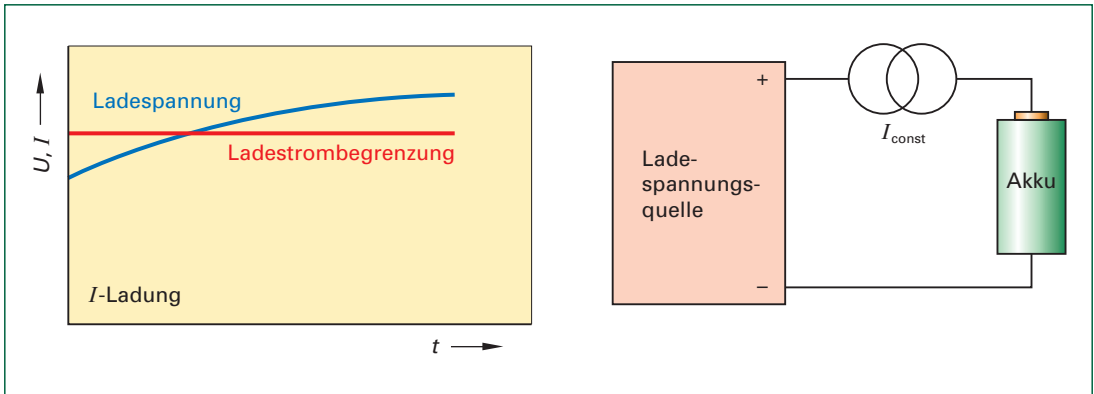 U, I
Ladespannung
Ladestrombegrenzung
I-Ladung
t
+
Lade-
spannungs-
quelle
−
I const
Akku